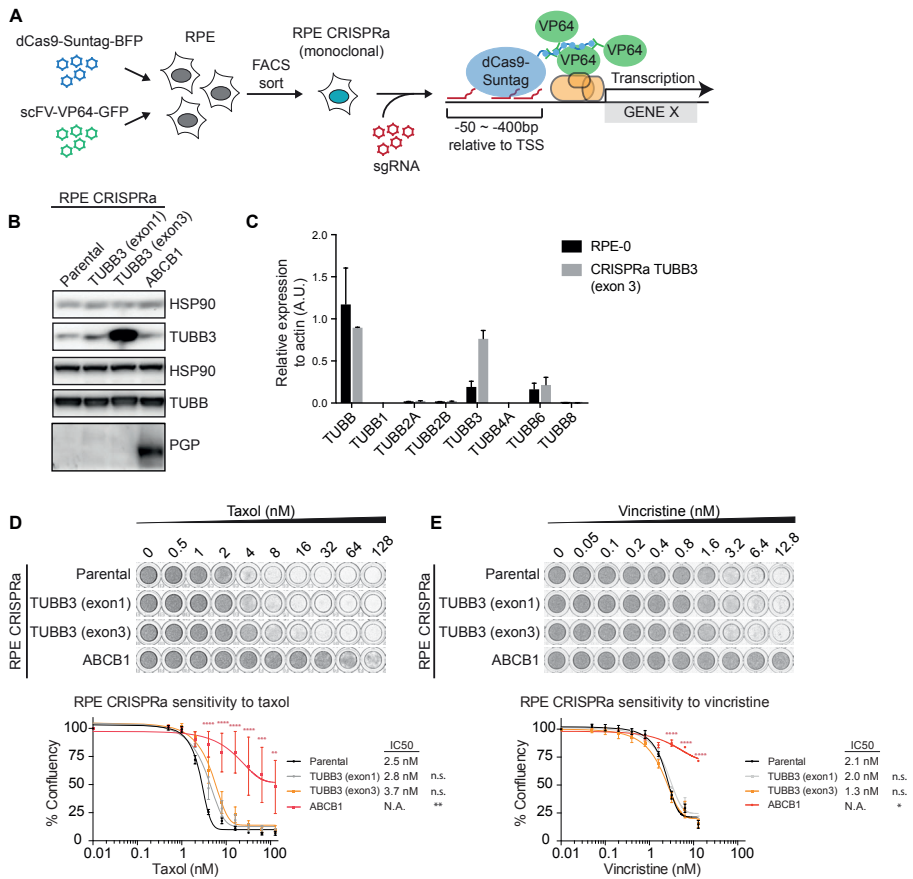 A
dCas9-Suntag-BFP
scFV-VP64-GFP
RPE
FACS
sort
RPE CRISPRa
(monoclonal)
sgRNA
dCas9-
Suntag
VP64
VP64
VP64
Transcription
GENE X
-50 ~ -400bp
relative to TSS
B
RPE CRISPRa
Parental
TUBB3 (exon1)
TUBB3 (exon3)
ABCB1
HSP90
TUBB3
HSP90
TUBB
PGP
C
Relative expression
to actin (A.U.)
2.0
1.5
1.0
0.5
0.0
TUBB
TUBB1
TUBB2A
TUBB2B
TUBB3
TUBB4A
TUBB6
TUBB8
RPE-0
CRISPRa TUBB3
(exon 3)
D
Taxol (nM)
0 0.5 1 2 4 8 16 32 64 128
RPE CRISPRa
Parental
TUBB3 (exon1)
TUBB3 (exon3)
ABCB1
RPE CRISPRa sensitivity to taxol
% Confluency
100
75
50
25
0
0.01 0.1 1 10 100 1000
Taxol (nM)
**** **** **** **** *** **
IC50
Parental 2.5 nM
TUBB3 (exon1) 2.8 nM n.s.
TUBB3 (exon3) 3.7 nM n.s.
ABCB1 N.A. **
E
Vincristine (nM)
0 0.05 0.1 0.2 0.4 0.8 1.6 3.2 6.4 12.8
RPE CRISPRa
Parental
TUBB3 (exon1)
TUBB3 (exon3)
ABCB1
RPE CRISPRa sensitivity to vincristine
% Confluency
100
75
50
25
0
0.01 0.1 1 10 100
Vincristine (nM)
IC50
Parental 2.1 nM
TUBB3 (exon1) 2.0 nM n.s.
TUBB3 (exon3) 1.3 nM n.s.
ABCB1 N.A. *